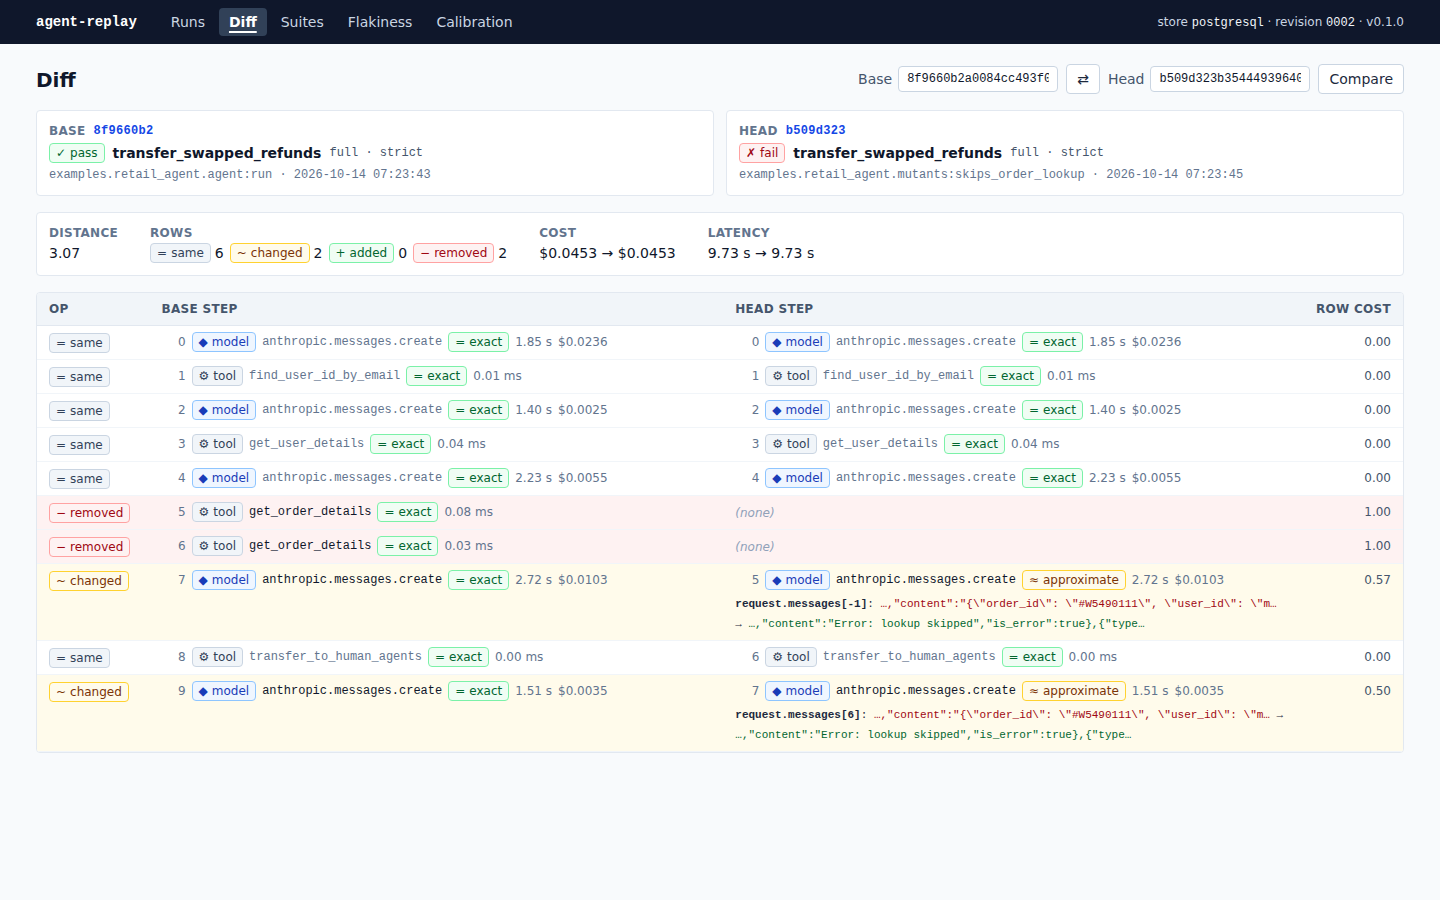 agent-replay Runs Diff Suites Flakiness Calibration store postgresql · revision 0002 · v0.1.0
Diff Base 8f9660b2a0084cc493f0 ⇄ Head b509d323b35444939640 Compare
BASE 8f9660b2
✓ pass transfer_swapped_refunds full · strict
examples.retail_agent.agent:run · 2026-10-14 07:23:43
HEAD b509d323
✗ fail transfer_swapped_refunds full · strict
examples.retail_agent.mutants:skips_order_lookup · 2026-10-14 07:23:45
DISTANCE ROWS COST LATENCY
3.07 = same 6 ~ changed 2 + added 0 − removed 2 $0.0453 → $0.0453 9.73 s → 9.73 s
OP BASE STEP HEAD STEP ROW COST
= same 0 ◆ model anthropic.messages.create = exact 1.85 s $0.0236 0 ◆ model anthropic.messages.create = exact 1.85 s $0.0236 0.00
= same 1 ⚙ tool find_user_id_by_email = exact 0.01 ms 1 ⚙ tool find_user_id_by_email = exact 0.01 ms 0.00
= same 2 ◆ model anthropic.messages.create = exact 1.40 s $0.0025 2 ◆ model anthropic.messages.create = exact 1.40 s $0.0025 0.00
= same 3 ⚙ tool get_user_details = exact 0.04 ms 3 ⚙ tool get_user_details = exact 0.04 ms 0.00
= same 4 ◆ model anthropic.messages.create = exact 2.23 s $0.0055 4 ◆ model anthropic.messages.create = exact 2.23 s $0.0055 0.00
− removed 5 ⚙ tool get_order_details = exact 0.08 ms (none) 1.00
− removed 6 ⚙ tool get_order_details = exact 0.03 ms (none) 1.00
~ changed 7 ◆ model anthropic.messages.create = exact 2.72 s $0.0103 5 ◆ model anthropic.messages.create ≈ approximate 2.72 s $0.0103 0.57
request.messages[-1]: …,"content":"{\"order_id\": \"#W5490111\", \"user_id\": \"m…
→ …,"content":"Error: lookup skipped","is_error":true},{"type…
= same 8 ⚙ tool transfer_to_human_agents = exact 0.00 ms 6 ⚙ tool transfer_to_human_agents = exact 0.00 ms 0.00
~ changed 9 ◆ model anthropic.messages.create = exact 1.51 s $0.0035 7 ◆ model anthropic.messages.create ≈ approximate 1.51 s $0.0035 0.50
request.messages[6]: …,"content":"{\"order_id\": \"#W5490111\", \"user_id\": \"m… →
…,"content":"Error: lookup skipped","is_error":true},{"type…